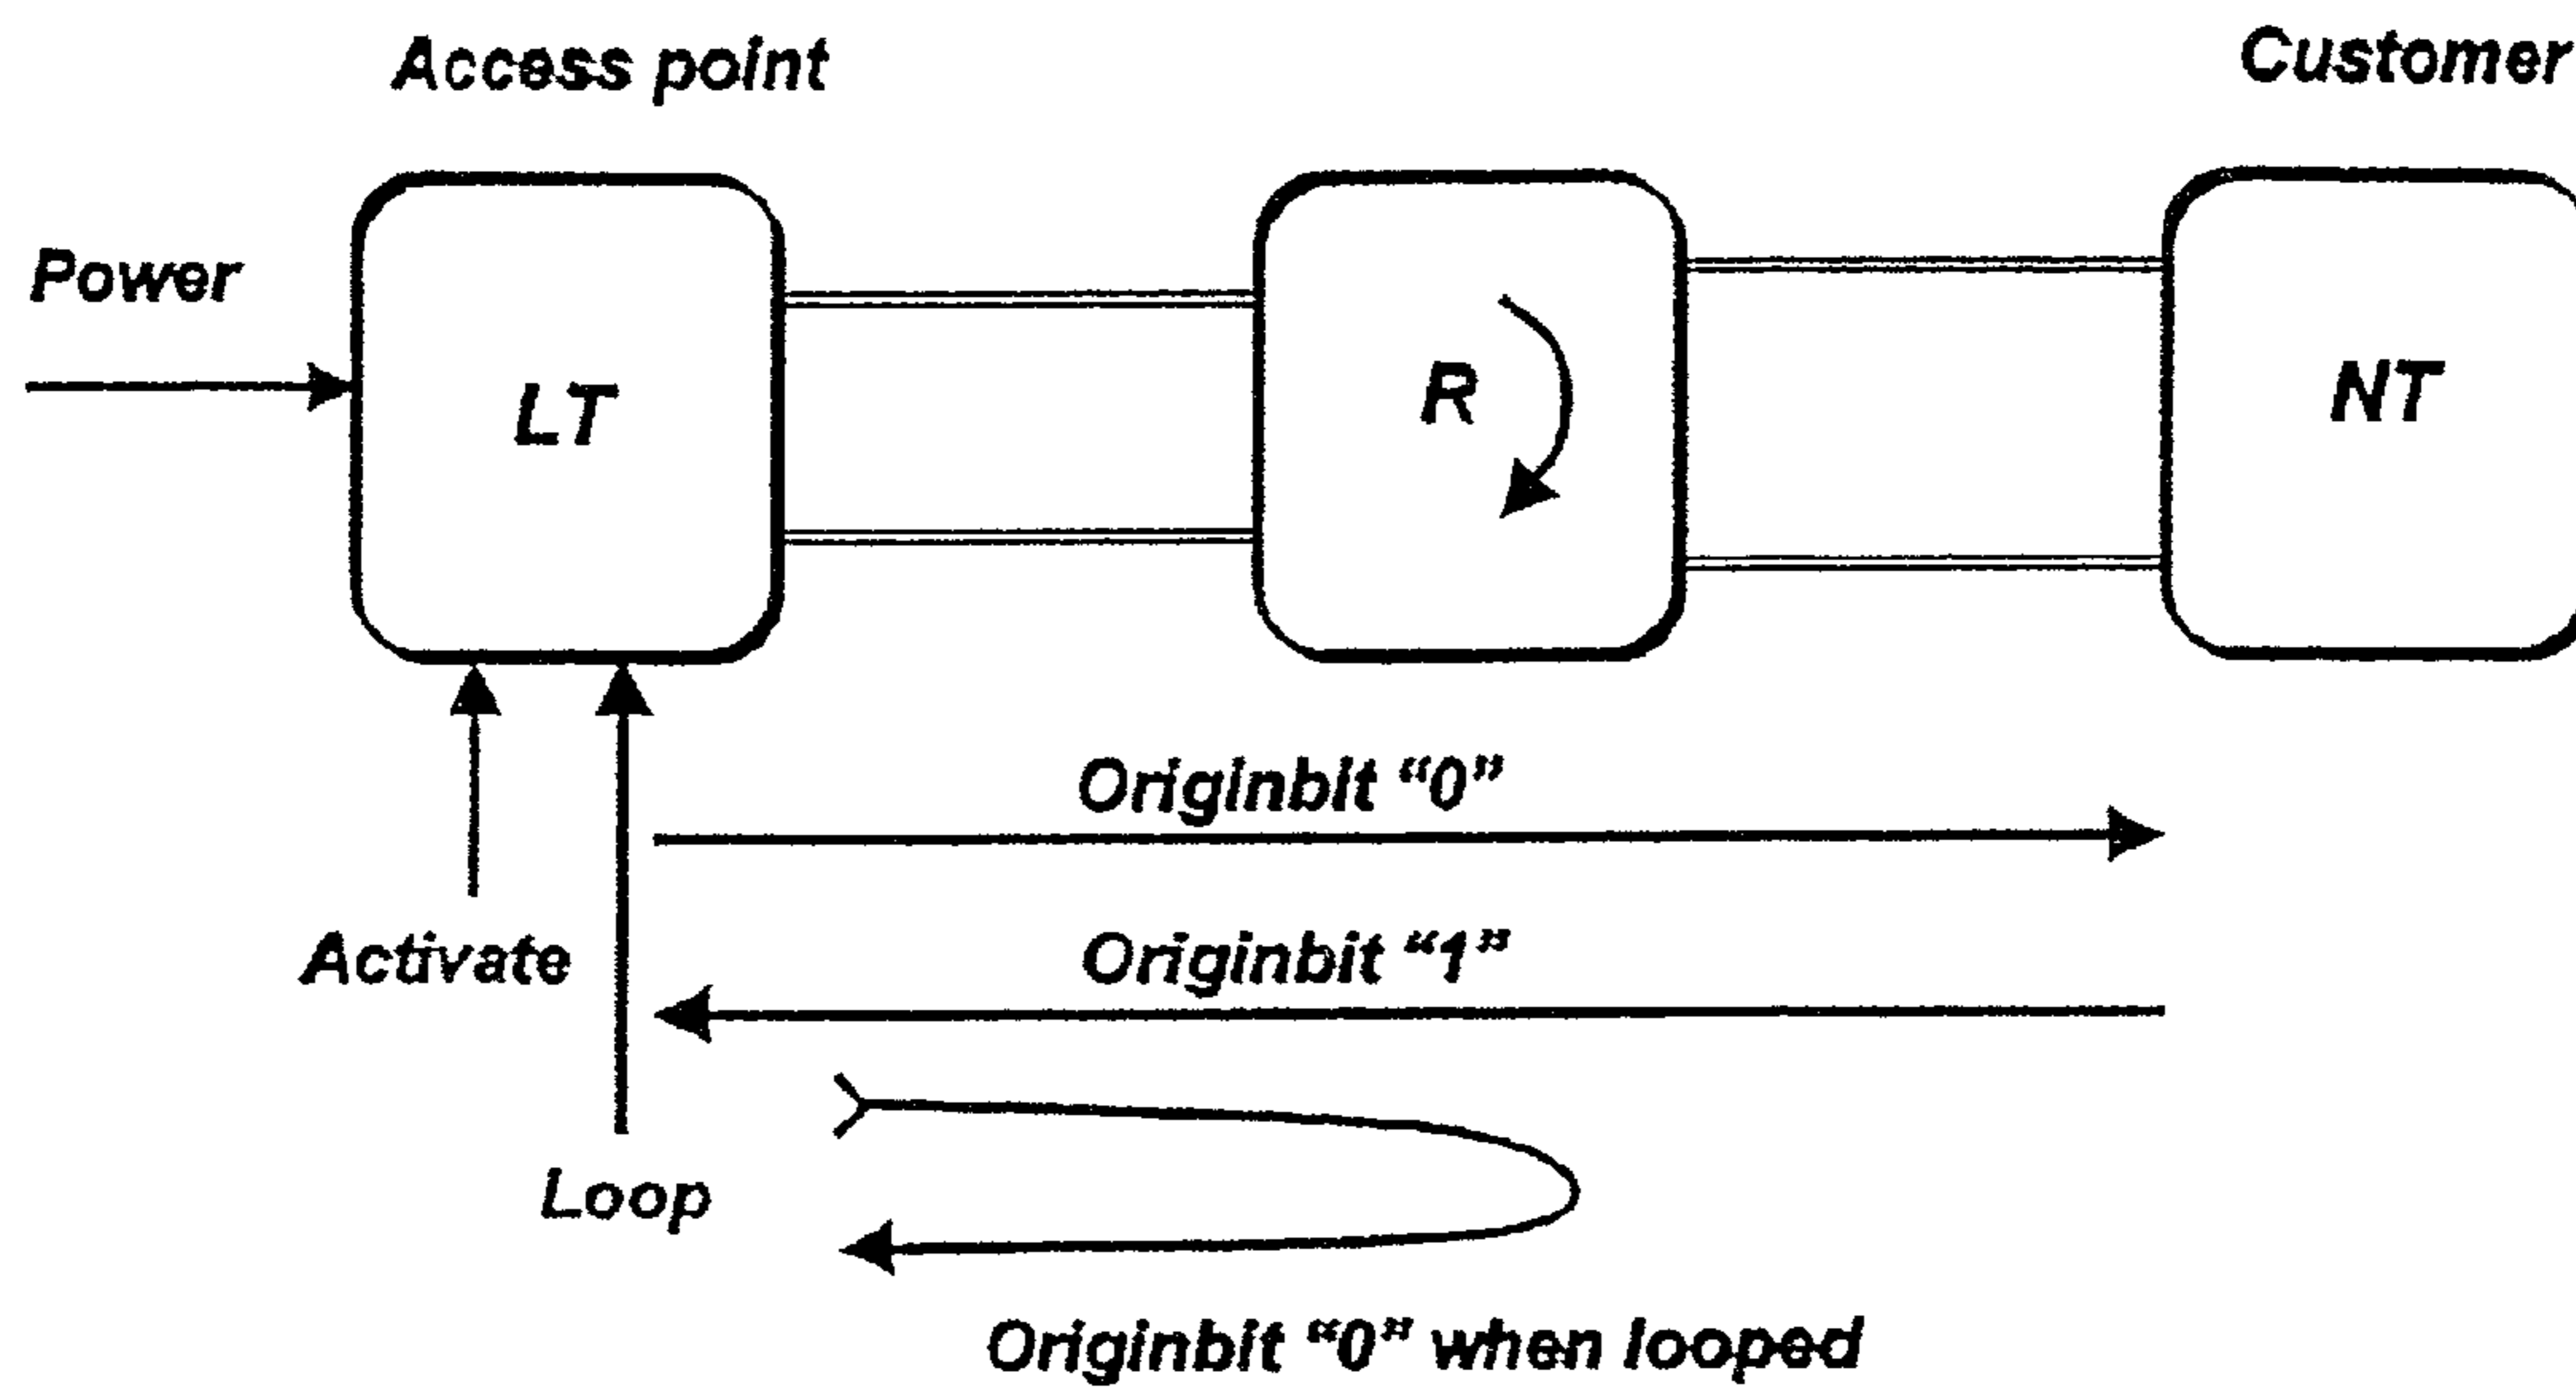 Access point
Customer
Power
LT
R
NT
Originbit “0”
Activate
Originbit “1”
Loop
Originbit “0” when looped